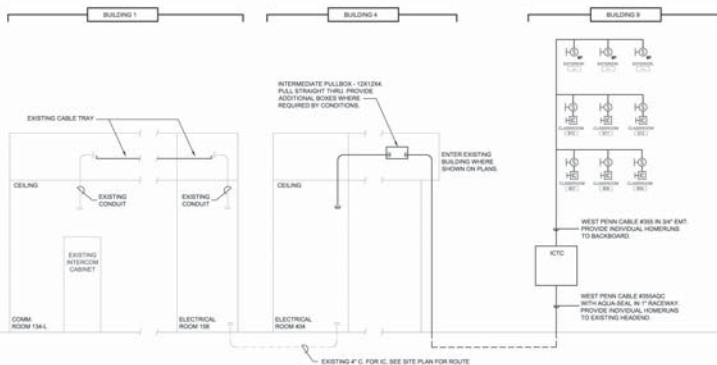 BUILDING 1
BUILDING 4
BUILDING 9
INTERMEDIATE PULLBOX - 12X12X4.
PULL STRAIGHT THRU. PROVIDE
ADDITIONAL BOXES WHERE
REQUIRED BY CONDITIONS.
EXISTING CABLE TRAY
ENTER EXISTING
BUILDING WHERE
SHOWN ON PLANS.
CEILING
EXISTING
CONDUIT
EXISTING
CONDUIT
CEILING
EXISTING
INTERCOM
CABINET
COMM.
ROOM 134-L
ELECTRICAL
ROOM 158
ELECTRICAL
ROOM 404
EXISTING 4" C. FOR IC, SEE SITE PLAN FOR ROUTE
EXTERIOR
EXTERIOR
EXTERIOR
CLASSROOM
CLASSROOM
CLASSROOM
CLASSROOM
CLASSROOM
CLASSROOM
WEST PENN CABLE #355 IN 3/4" EMT.
PROVIDE INDIVIDUAL HOMERUNS
TO BACKBOARD.
ICTC
WEST PENN CABLE #355AQC
WITH AQUA-SEAL IN 1" RACEWAY.
PROVIDE INDIVIDUAL HOMERUNS
TO EXISTING HEADEND.